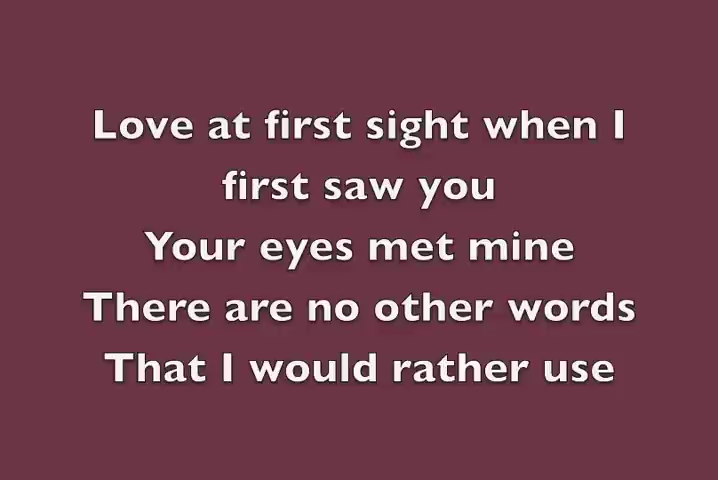 Love at first sight when I
first saw you
Your eyes met mine
There are no other words
That I would rather use